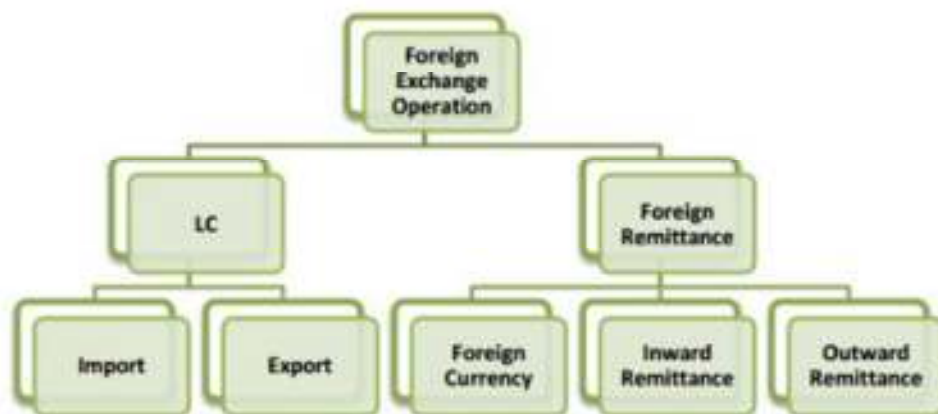 Foreign
Exchange
Operation
LC
Foreign
Remittance
Import
Export
Foreign
Currency
Inward
Remittance
Outward
Remittance